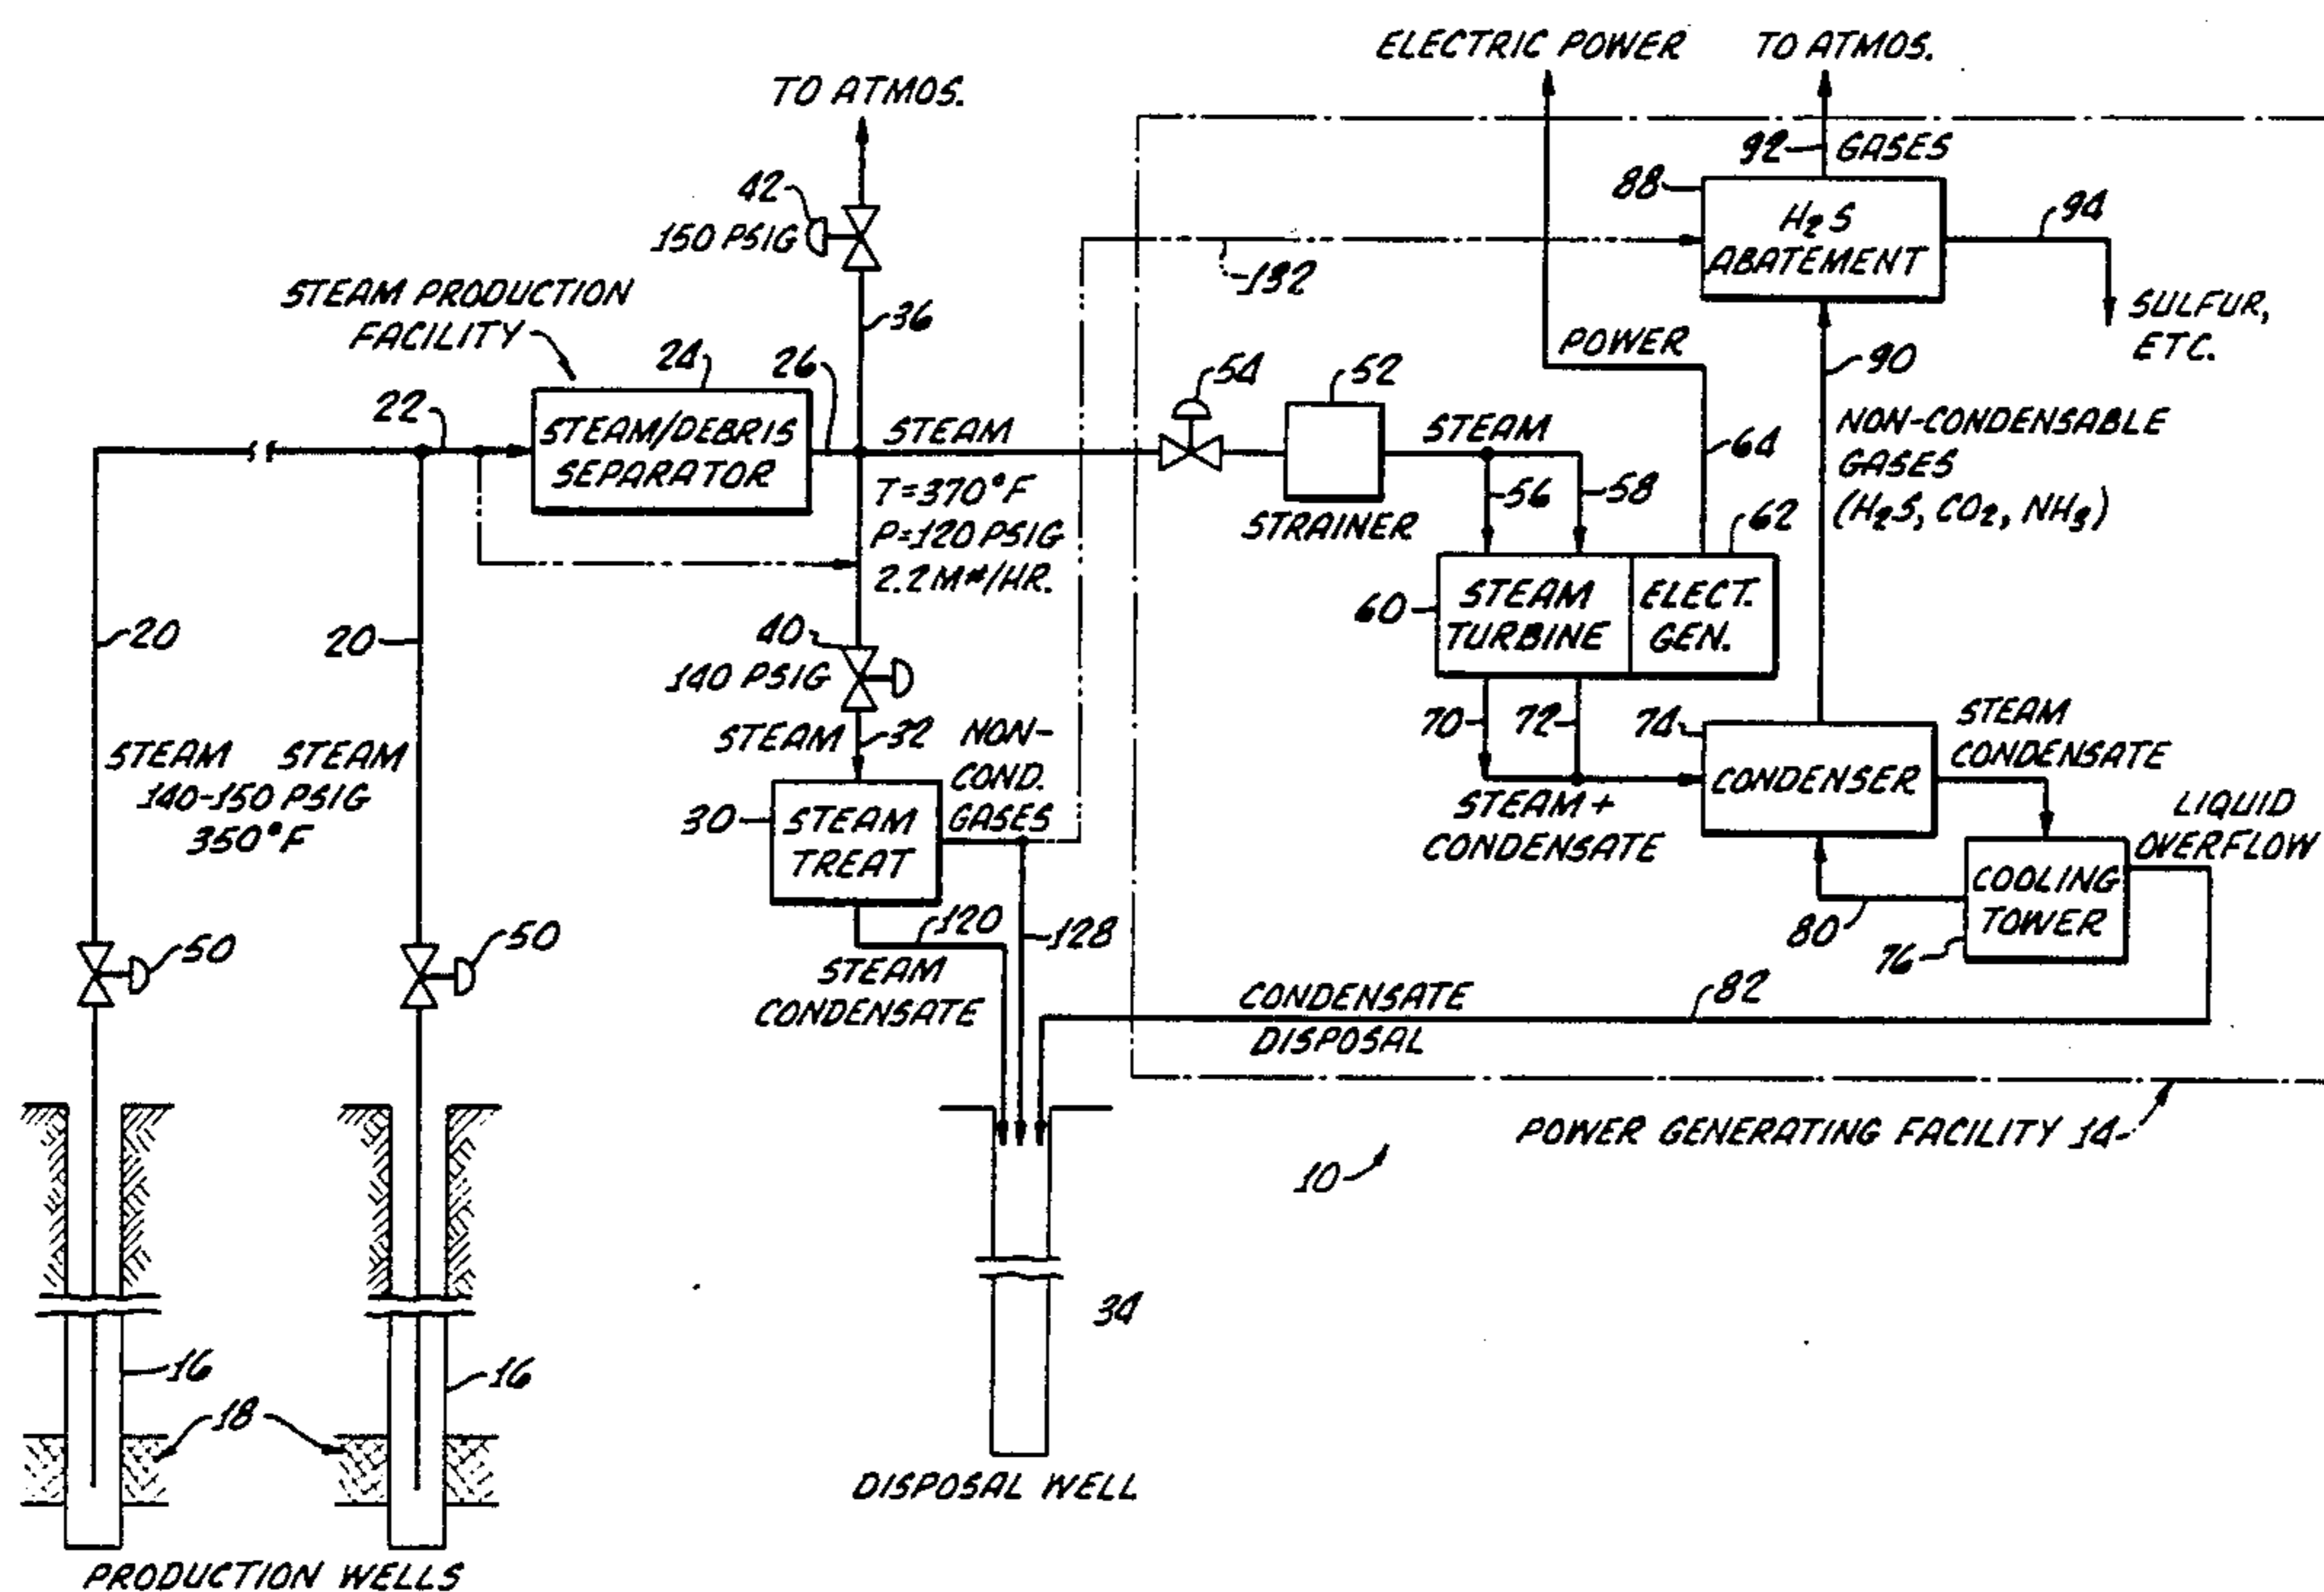 ELECTRIC POWER
TO ATMOS.
TO ATMOS.
92
GASES
42
150 PSIG
88
H₂S
ABATEMENT
94
132
STEAM PRODUCTION
FACILITY
36
SULFUR,
ETC.
POWER
90
24
26
54
52
22
STEAM/DEBRIS
SEPARATOR
STEAM
STEAM
64
NON-CONDENSABLE
GASES
(H₂S, CO₂, NH₃)
T=370°F
P=120 PSIG
2.2M#/HR.
56
58
STRAINER
62
60
STEAM
TURBINE
ELECT.
GEN.
20
20
40
140 PSIG
70
72
74
STEAM
CONDENSATE
STEAM
32
NON-
COND.
GASES
STEAM
STEAM
140-150 PSIG
350°F
CONDENSER
STEAM +
CONDENSATE
LIQUID
OVERFLOW
30
STEAM
TREAT
COOLING
TOWER
80
76
120
128
50
50
STEAM
CONDENSATE
CONDENSATE
DISPOSAL
82
POWER GENERATING FACILITY 14
10
34
16
16
18
DISPOSAL WELL
PRODUCTION WELLS